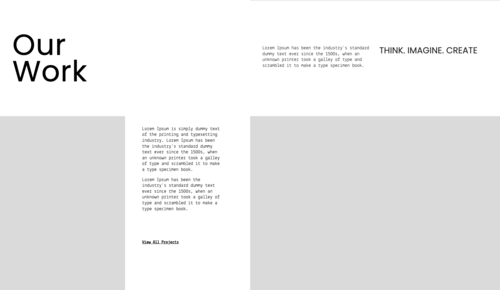 Our
Work
Lorem Ipsum has been the industry's standard
dummy text ever since the 1500s, when an
unknown printer took a galley of type and
scrambled it to make a type specimen book.
THINK. IMAGINE. CREATE
Lorem Ipsum is simply dummy text
of the printing and typesetting
industry. Lorem Ipsum has been
the industry's standard dummy
text ever since the 1500s, when
an unknown printer took a galley
of type and scrambled it to make
a type specimen book.
Lorem Ipsum has been the
industry's standard dummy text
ever since the 1500s, when an
unknown printer took a galley of
type and scrambled it to make a
type specimen book.
View All Projects